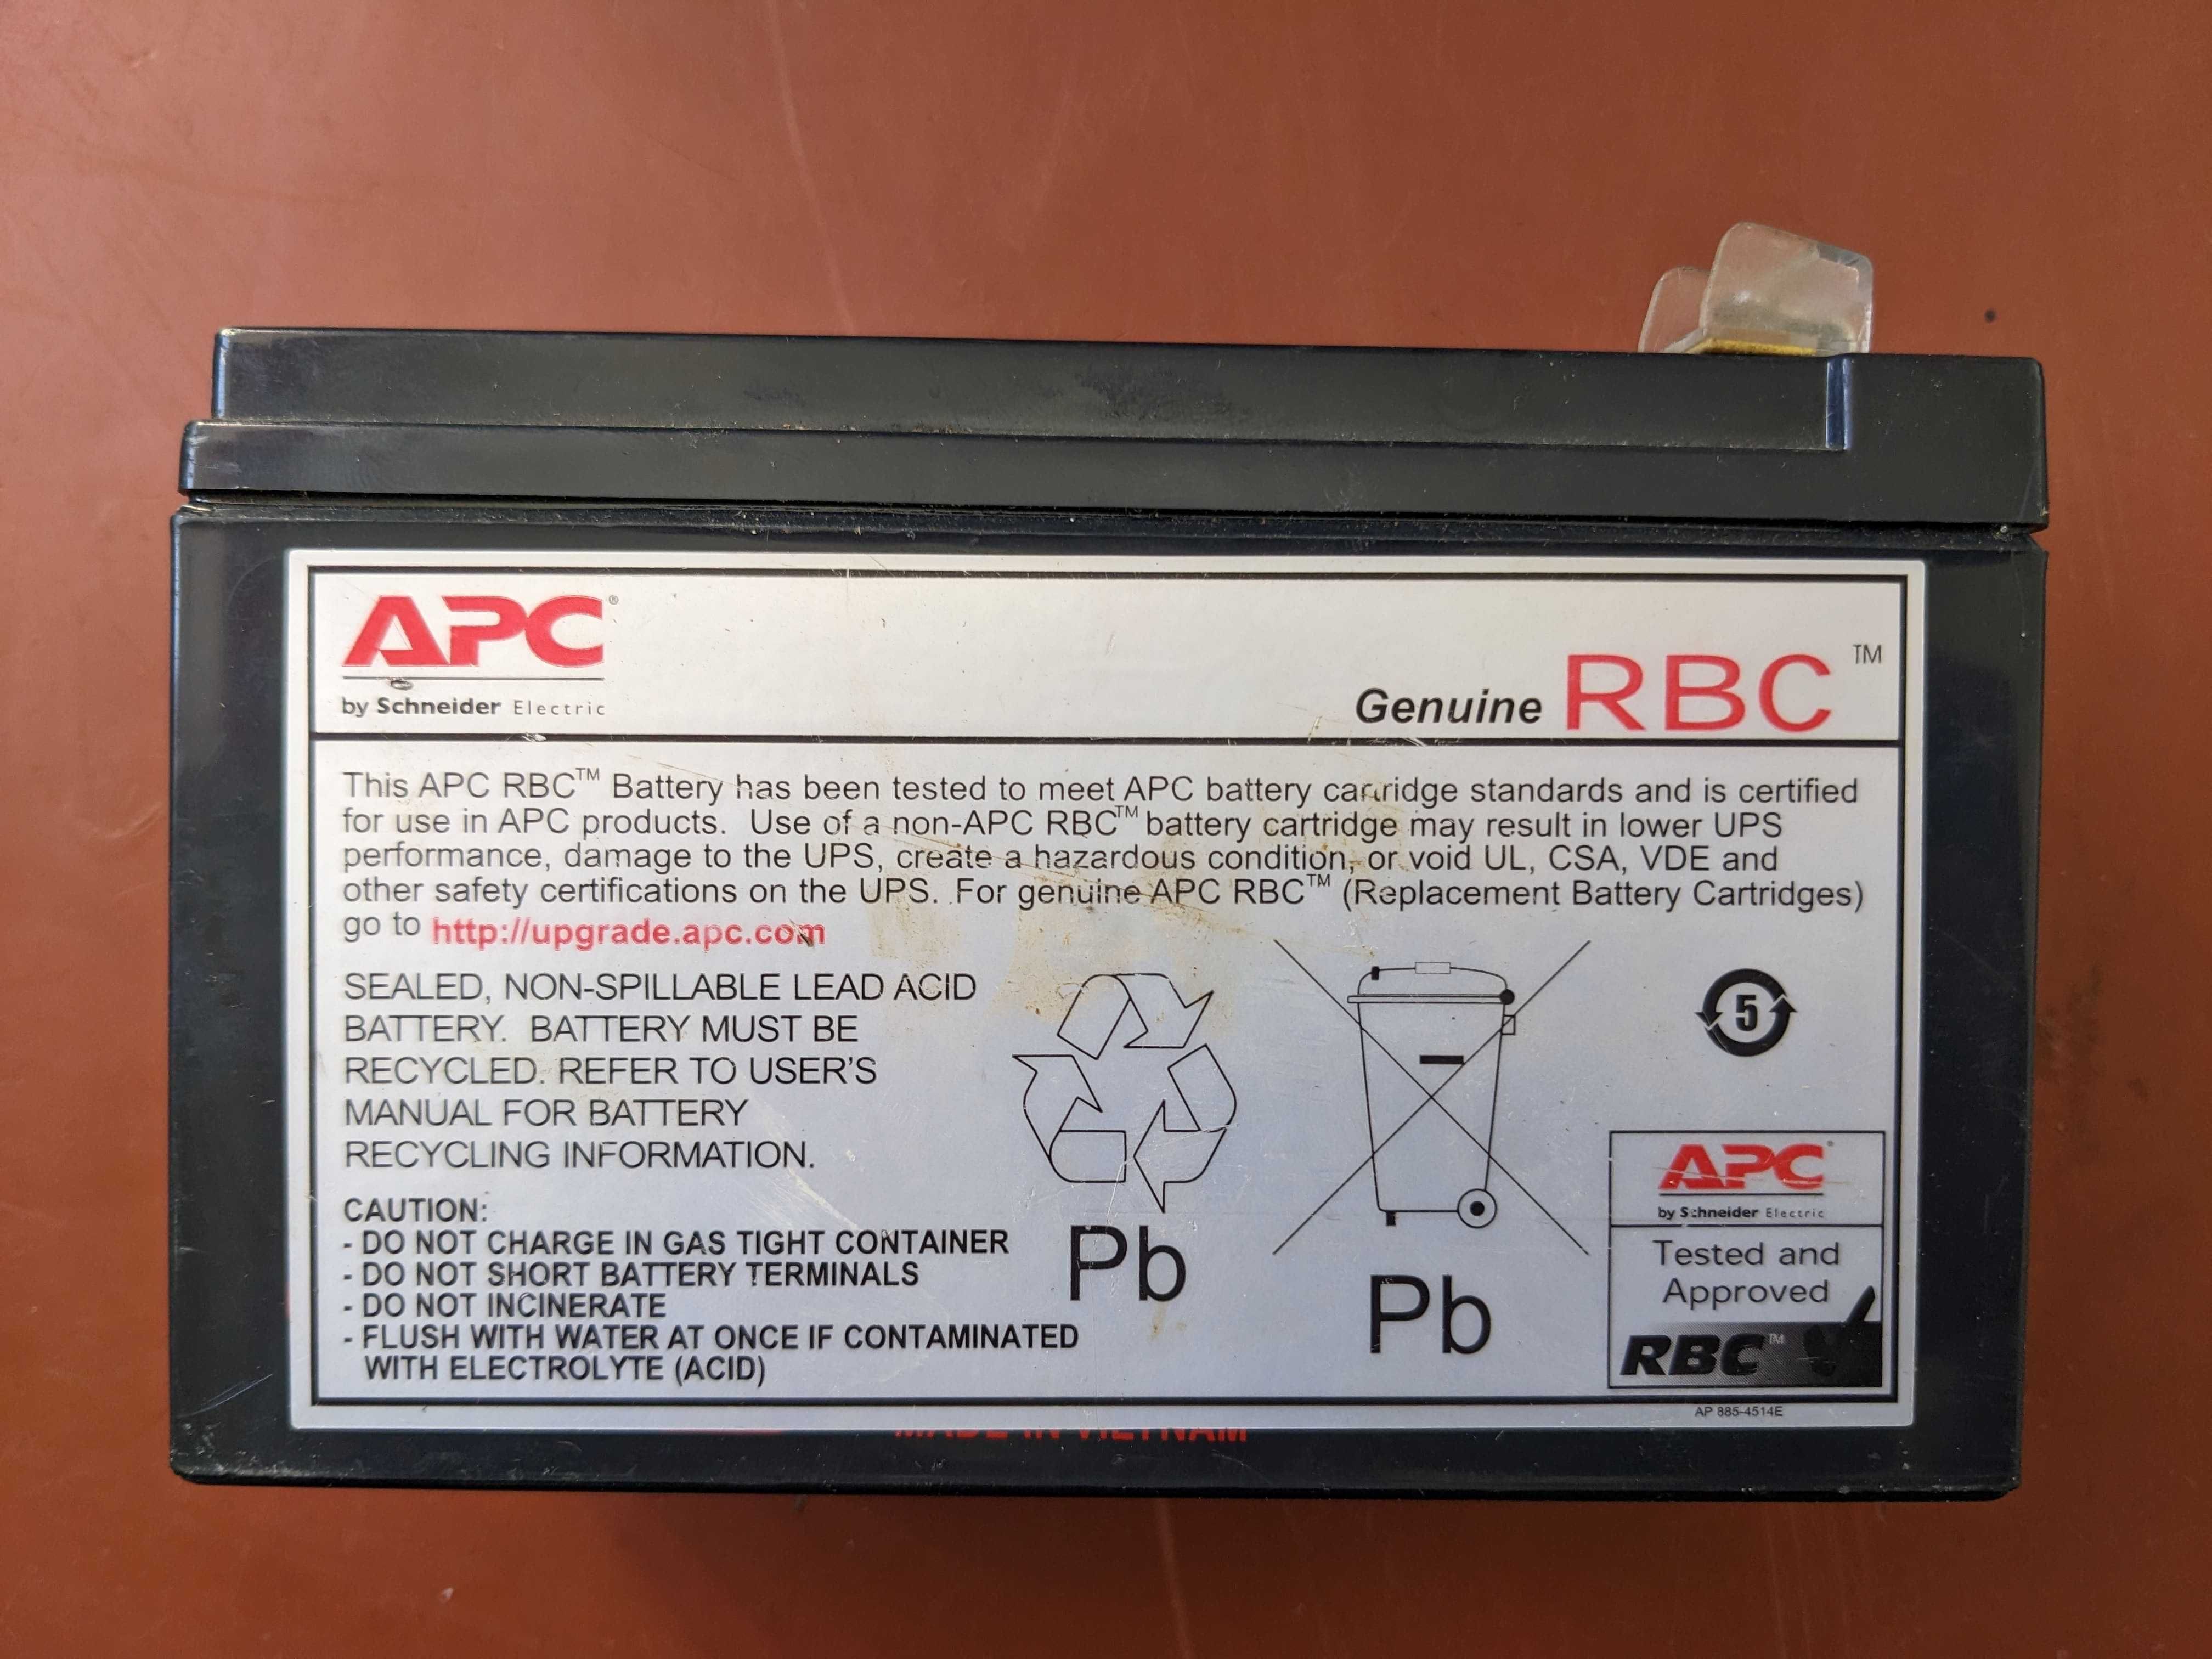 APC®
by Schneider Electric
Genuine RBC™
This APC RBC™ Battery has been tested to meet APC battery cartridge standards and is certified
for use in APC products. Use of a non-APC RBC™ battery cartridge may result in lower UPS
performance, damage to the UPS, create a hazardous condition, or void UL, CSA, VDE and
other safety certifications on the UPS. For genuine APC RBC™ (Replacement Battery Cartridges)
go to http://upgrade.apc.com
SEALED, NON-SPILLABLE LEAD ACID
BATTERY. BATTERY MUST BE
RECYCLED. REFER TO USER'S
MANUAL FOR BATTERY
RECYCLING INFORMATION.
CAUTION:
- DO NOT CHARGE IN GAS TIGHT CONTAINER
- DO NOT SHORT BATTERY TERMINALS
- DO NOT INCINERATE
- FLUSH WITH WATER AT ONCE IF CONTAMINATED
WITH ELECTROLYTE (ACID)
Pb
Pb
5
APC®
by Schneider Electric
Tested and
Approved
RBC™
AP 885-4514E
MADE IN VIETNAM